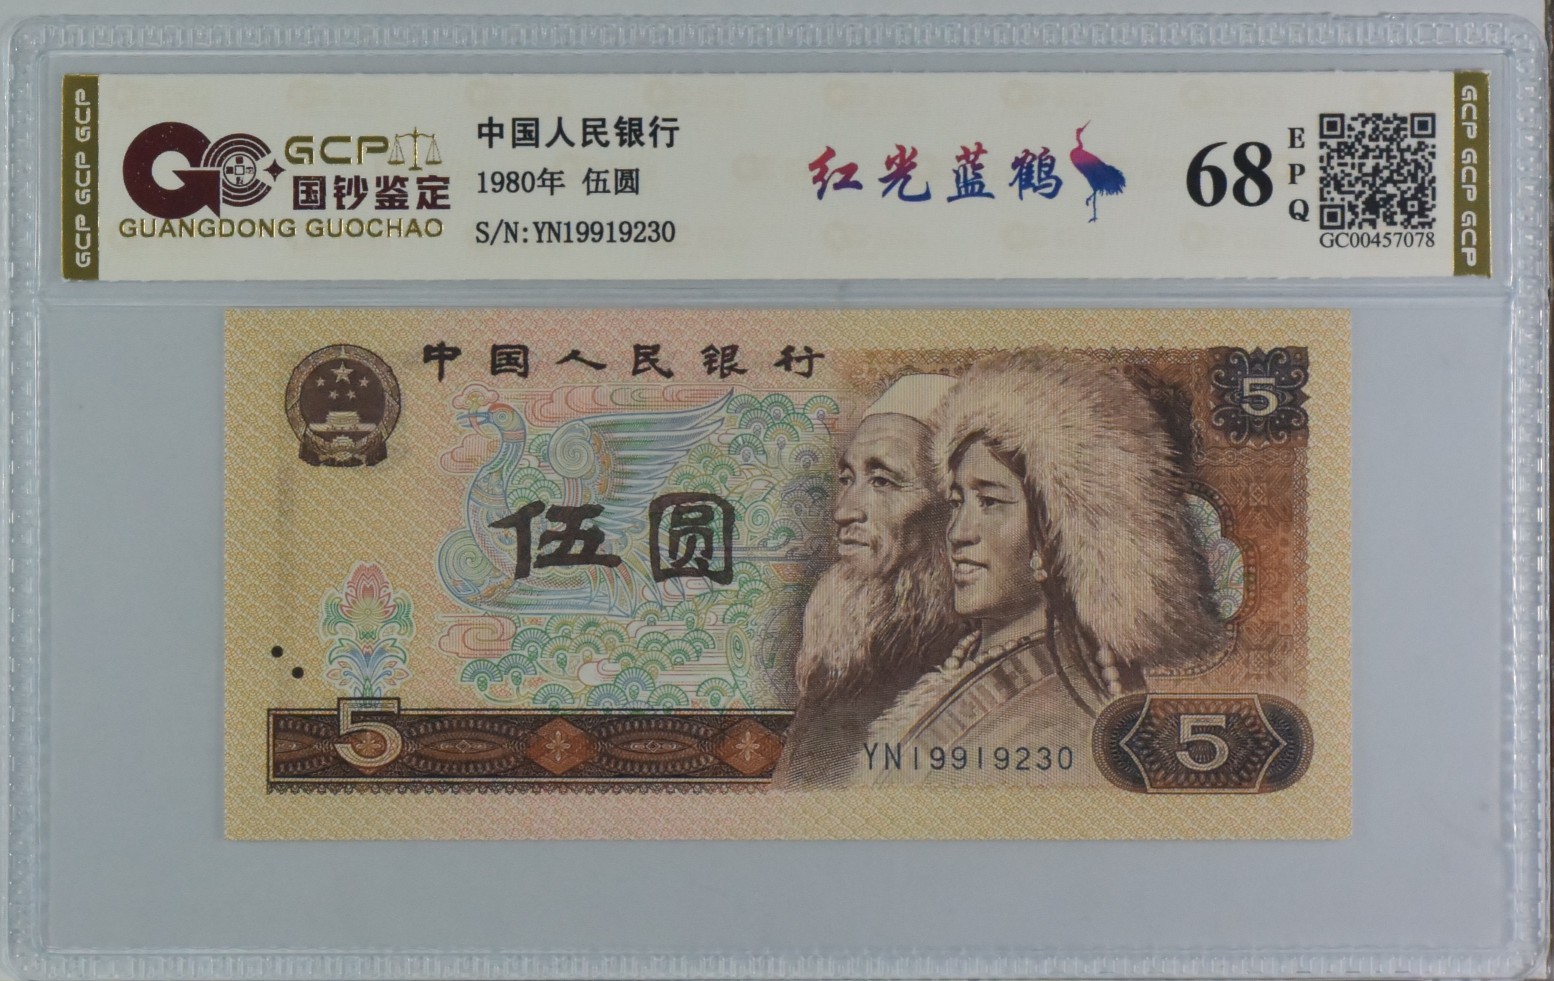 GCP GCP GCP
GCP
国钞鉴定
GUANGDONG GUOCHAO
中国人民银行
1980年 伍圆
S/N:YN19919230
红光蓝鹤
68
EPQ
GC00457078
GCP GCP GCP
中国人民银行
5
伍圆
5
YN19919230
5